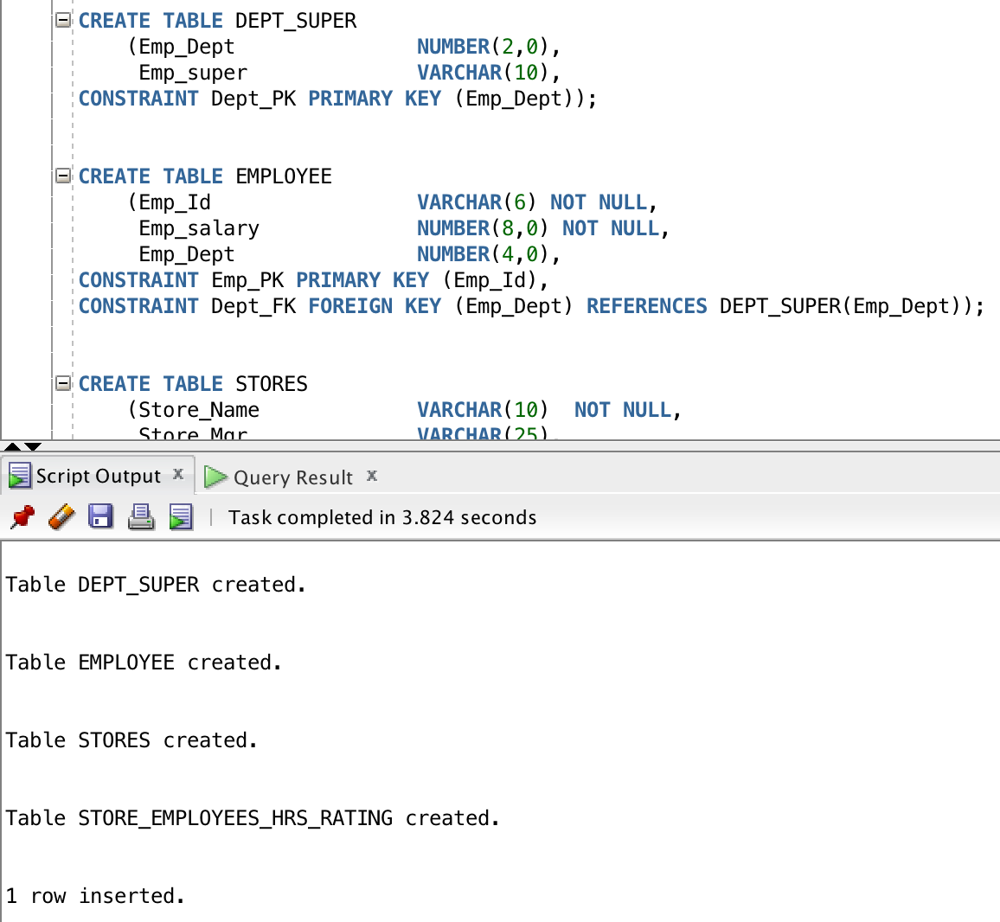 CREATE TABLE DEPT_SUPER
(Emp_Dept NUMBER(2,0),
Emp_super VARCHAR(10),
CONSTRAINT Dept_PK PRIMARY KEY (Emp_Dept));
CREATE TABLE EMPLOYEE
(Emp_Id VARCHAR(6) NOT NULL,
Emp_salary NUMBER(8,0) NOT NULL,
Emp_Dept NUMBER(4,0),
CONSTRAINT Emp_PK PRIMARY KEY (Emp_Id),
CONSTRAINT Dept_FK FOREIGN KEY (Emp_Dept) REFERENCES DEPT_SUPER(Emp_Dept));
CREATE TABLE STORES
(Store_Name VARCHAR(10) NOT NULL,
Store_Mgr VARCHAR(25),
Script Output x Query Result x
Task completed in 3.824 seconds
Table DEPT_SUPER created.
Table EMPLOYEE created.
Table STORES created.
Table STORE_EMPLOYEES_HRS_RATING created.
1 row inserted.